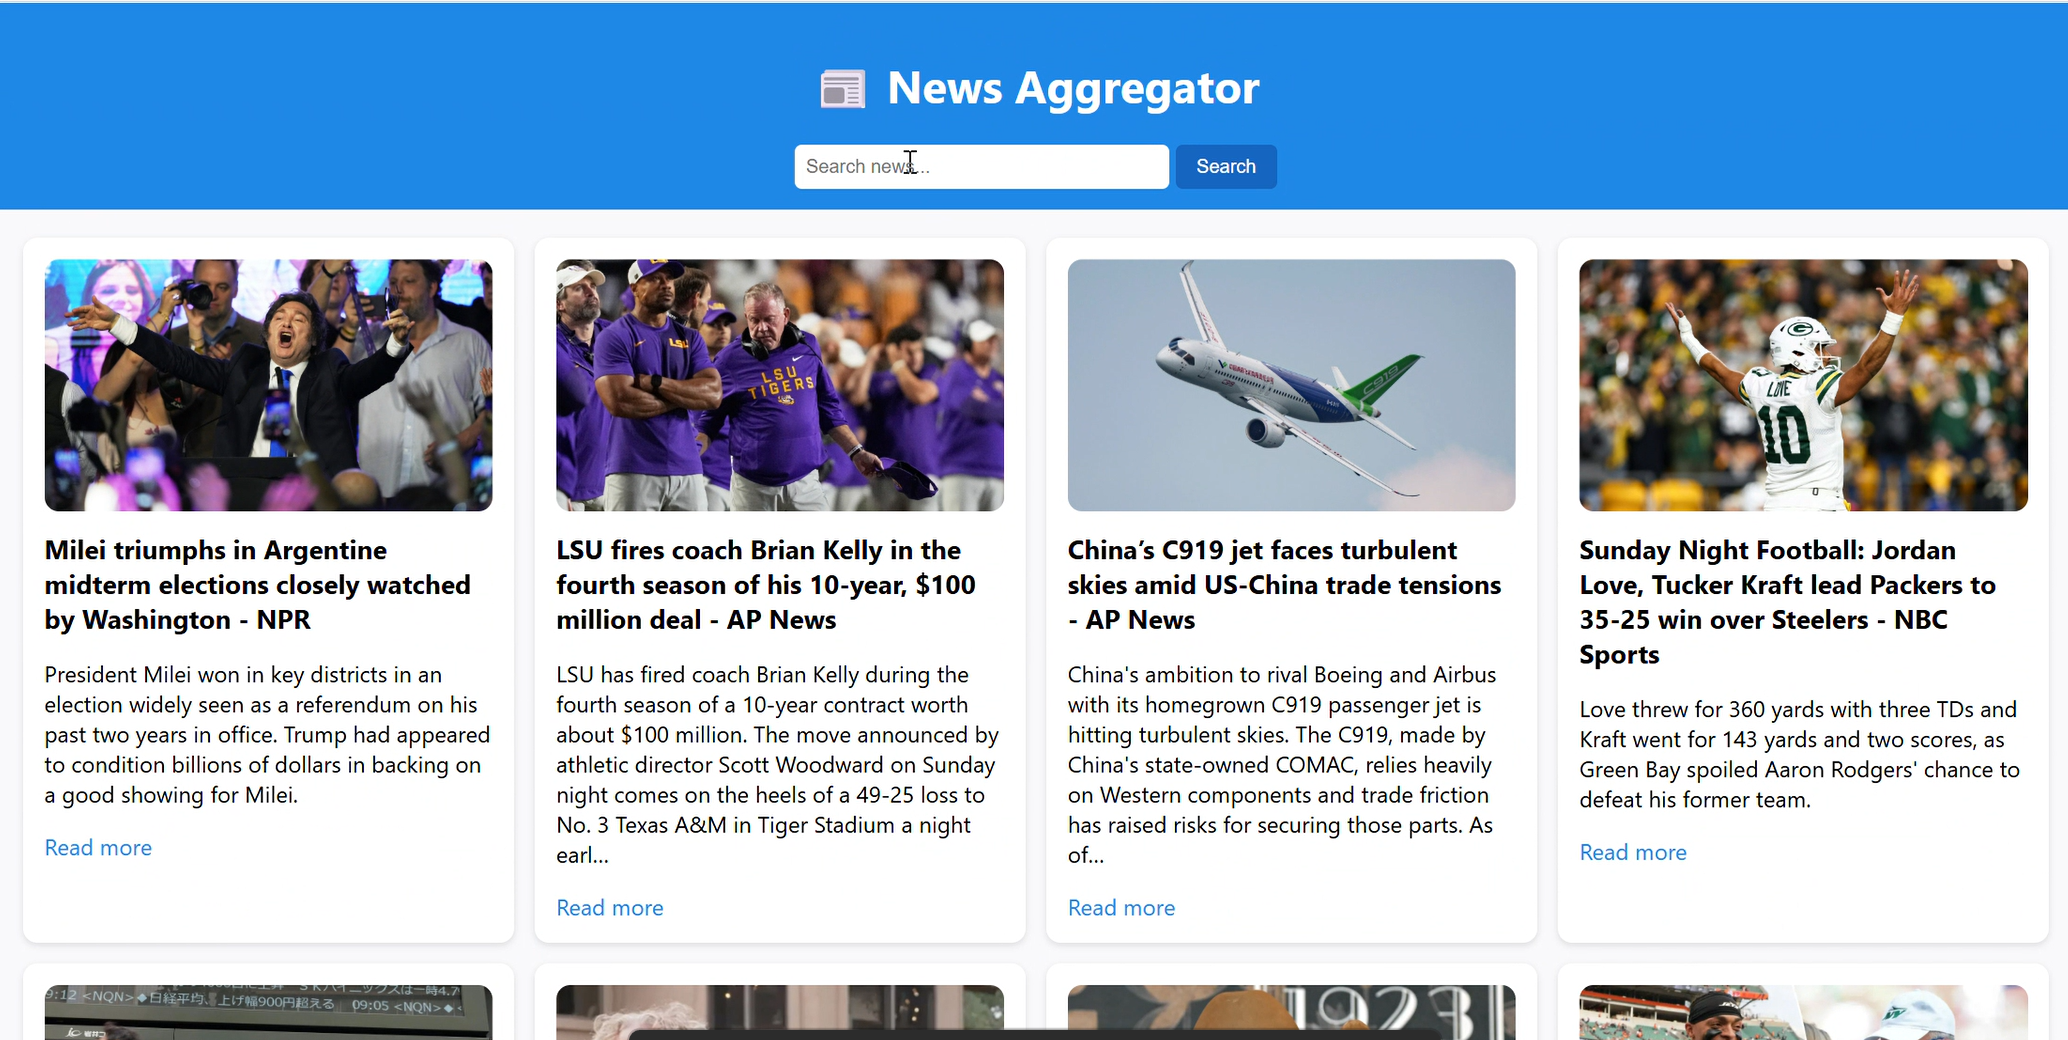 News Aggregator
Search news...
Search
LSU
LSU
TIGERS
C919
G
LOVE
10
Milei triumphs in Argentine
midterm elections closely watched
by Washington - NPR
President Milei won in key districts in an
election widely seen as a referendum on his
past two years in office. Trump had appeared
to condition billions of dollars in backing on
a good showing for Milei.
Read more
LSU fires coach Brian Kelly in the
fourth season of his 10-year, $100
million deal - AP News
LSU has fired coach Brian Kelly during the
fourth season of a 10-year contract worth
about $100 million. The move announced by
athletic director Scott Woodward on Sunday
night comes on the heels of a 49-25 loss to
No. 3 Texas A&M in Tiger Stadium a night
earl...
Read more
China’s C919 jet faces turbulent
skies amid US-China trade tensions
- AP News
China's ambition to rival Boeing and Airbus
with its homegrown C919 passenger jet is
hitting turbulent skies. The C919, made by
China's state-owned COMAC, relies heavily
on Western components and trade friction
has raised risks for securing those parts. As
of...
Read more
Sunday Night Football: Jordan
Love, Tucker Kraft lead Packers to
35-25 win over Steelers - NBC
Sports
Love threw for 360 yards with three TDs and
Kraft went for 143 yards and two scores, as
Green Bay spoiled Aaron Rodgers' chance to
defeat his former team.
Read more
9:12 <NQN>◆日経平均、上げ幅900円超える 09:05 <NQN>◆
1923